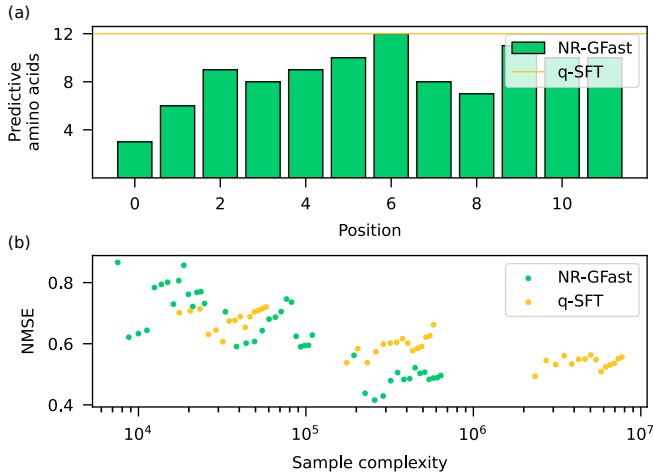 (a)
12
8
4
Predictive
amino acids
NR-GFast
q-SFT
0 2 4 6 8 10
Position
(b)
0.8
0.6
0.4
NMSE
NR-GFast
q-SFT
10^4 10^5 10^6 10^7
Sample complexity